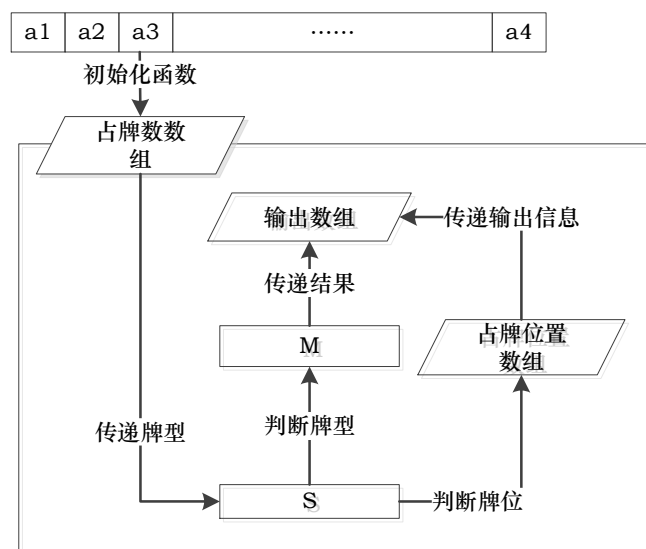 a1 a2 a3 …… a4
初始化函数
占牌数数
组
输出数组
传递输出信息
传递结果
M
占牌位置
数组
传递牌型
判断牌型
S
判断牌位